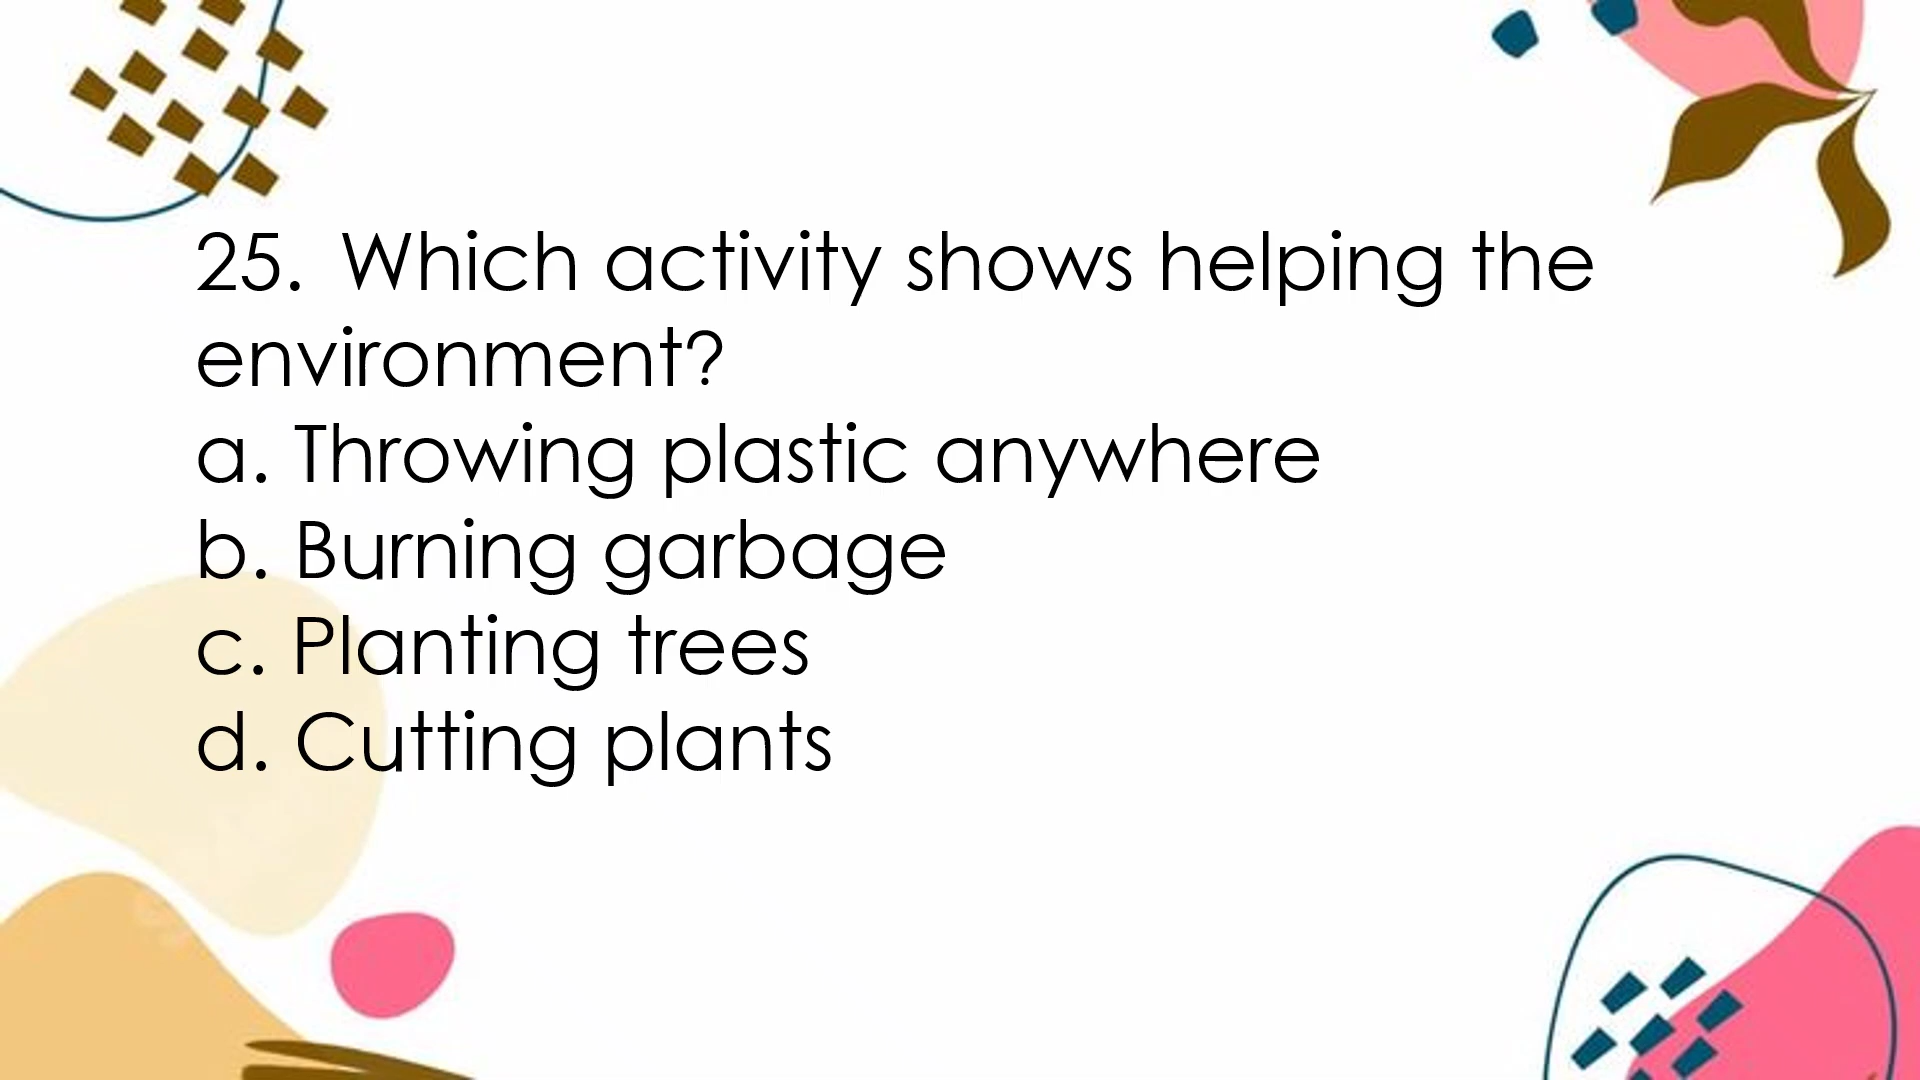 25. Which activity shows helping the
environment?
a. Throwing plastic anywhere
b. Burning garbage
c. Planting trees
d. Cutting plants